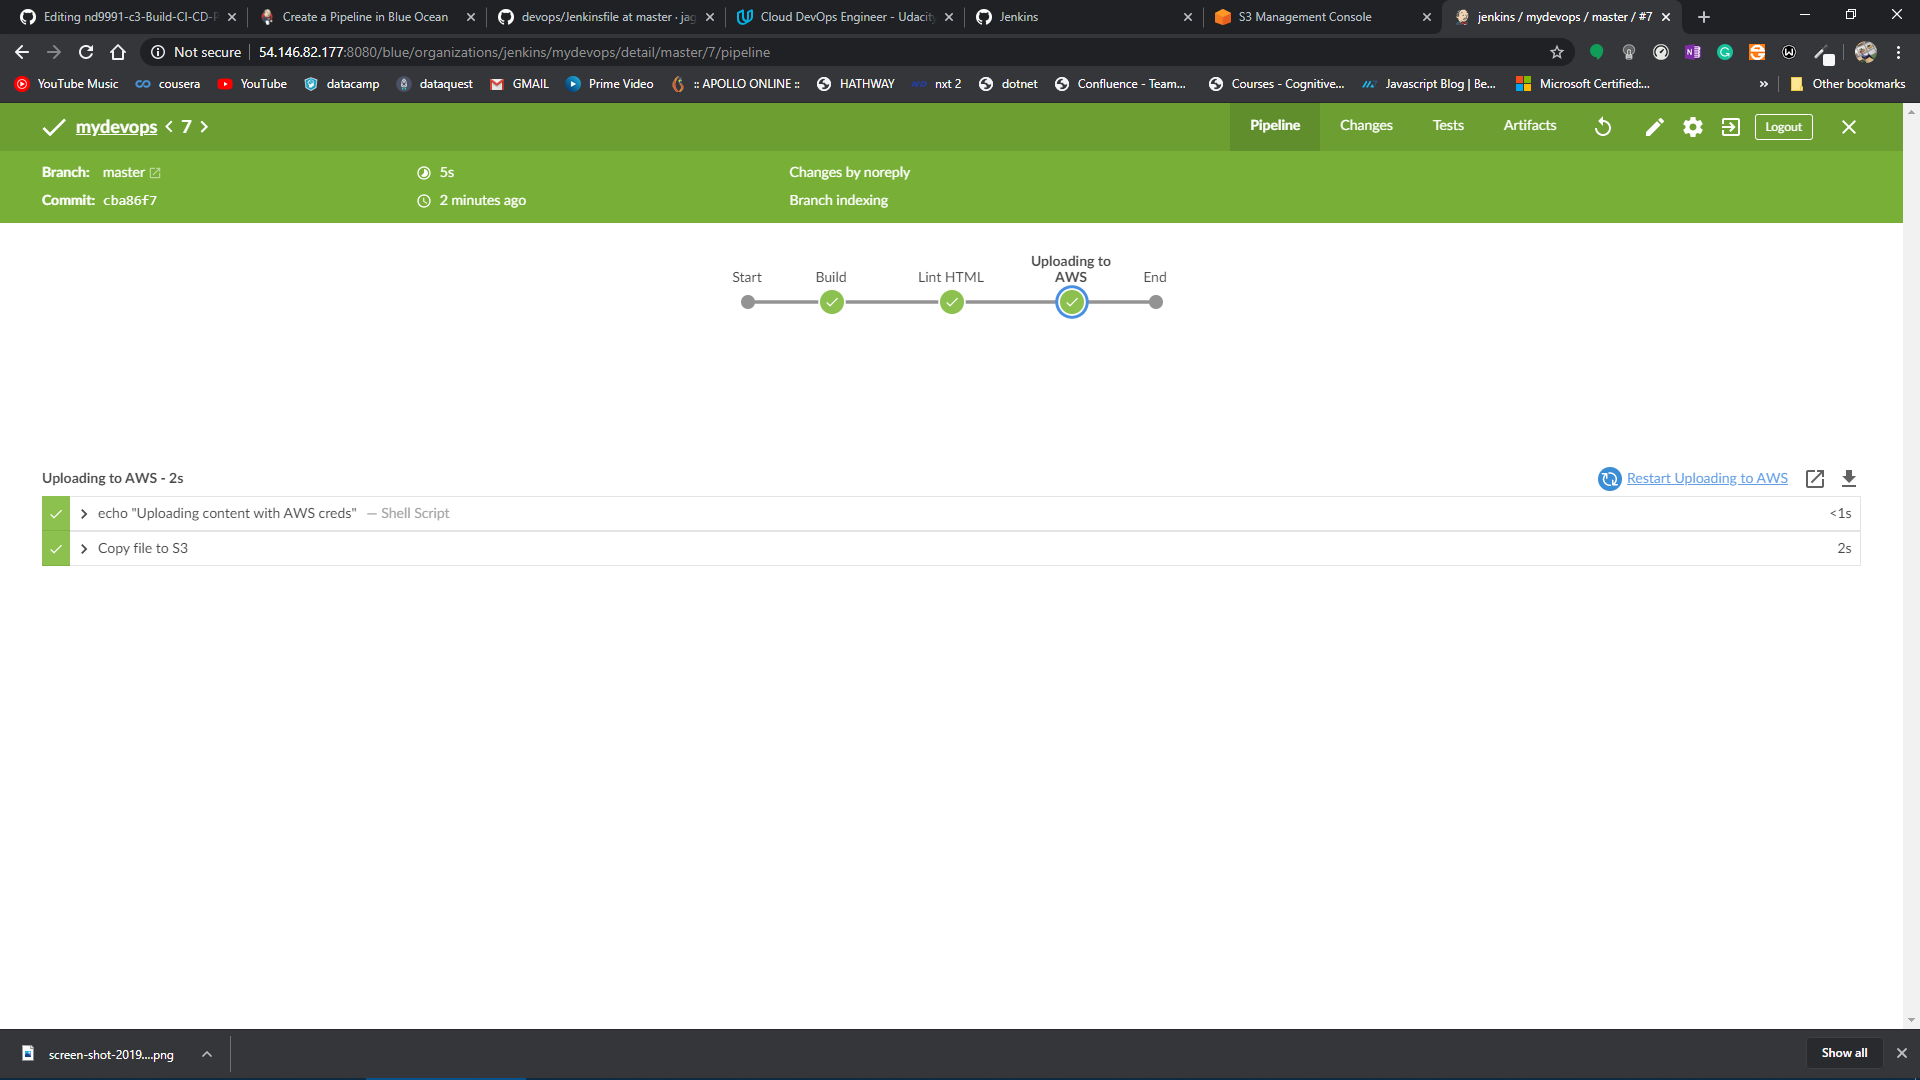 Editing nd9991-c3-Build-CI-CD-P
Create a Pipeline in Blue Ocean
devops/Jenkinsfile at master · jag
Cloud DevOps Engineer - Udacity
Jenkins
S3 Management Console
jenkins / mydevops / master / #7
Not secure 54.146.82.177:8080/blue/organizations/jenkins/mydevops/detail/master/7/pipeline
YouTube Music cousera YouTube datacamp dataquest GMAIL Prime Video :: APOLLO ONLINE :: HATHWAY nxt 2 dotnet Confluence - Team... Courses - Cognitive... Javascript Blog | Be... Microsoft Certified:... » Other bookmarks
mydevops < 7 > Pipeline Changes Tests Artifacts Logout
Branch: master 5s Changes by noreply
Commit: cba86f7 2 minutes ago Branch indexing
Start Build Lint HTML Uploading to AWS End
Uploading to AWS - 2s Restart Uploading to AWS
echo "Uploading content with AWS creds" — Shell Script <1s
Copy file to S3 2s
screen-shot-2019....png Show all